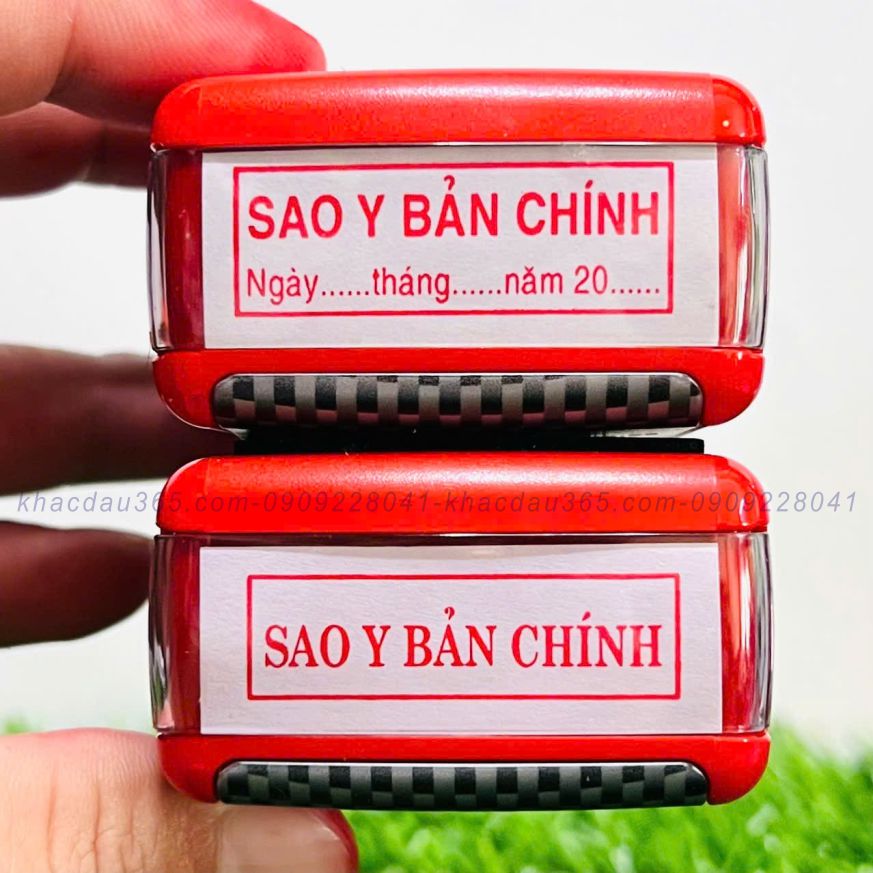 SAO Y BẢN CHÍNH
Ngày......tháng......năm 20......
khacdau365.com-0909228041-khacdau365.com-0909228041
SAO Y BẢN CHÍNH